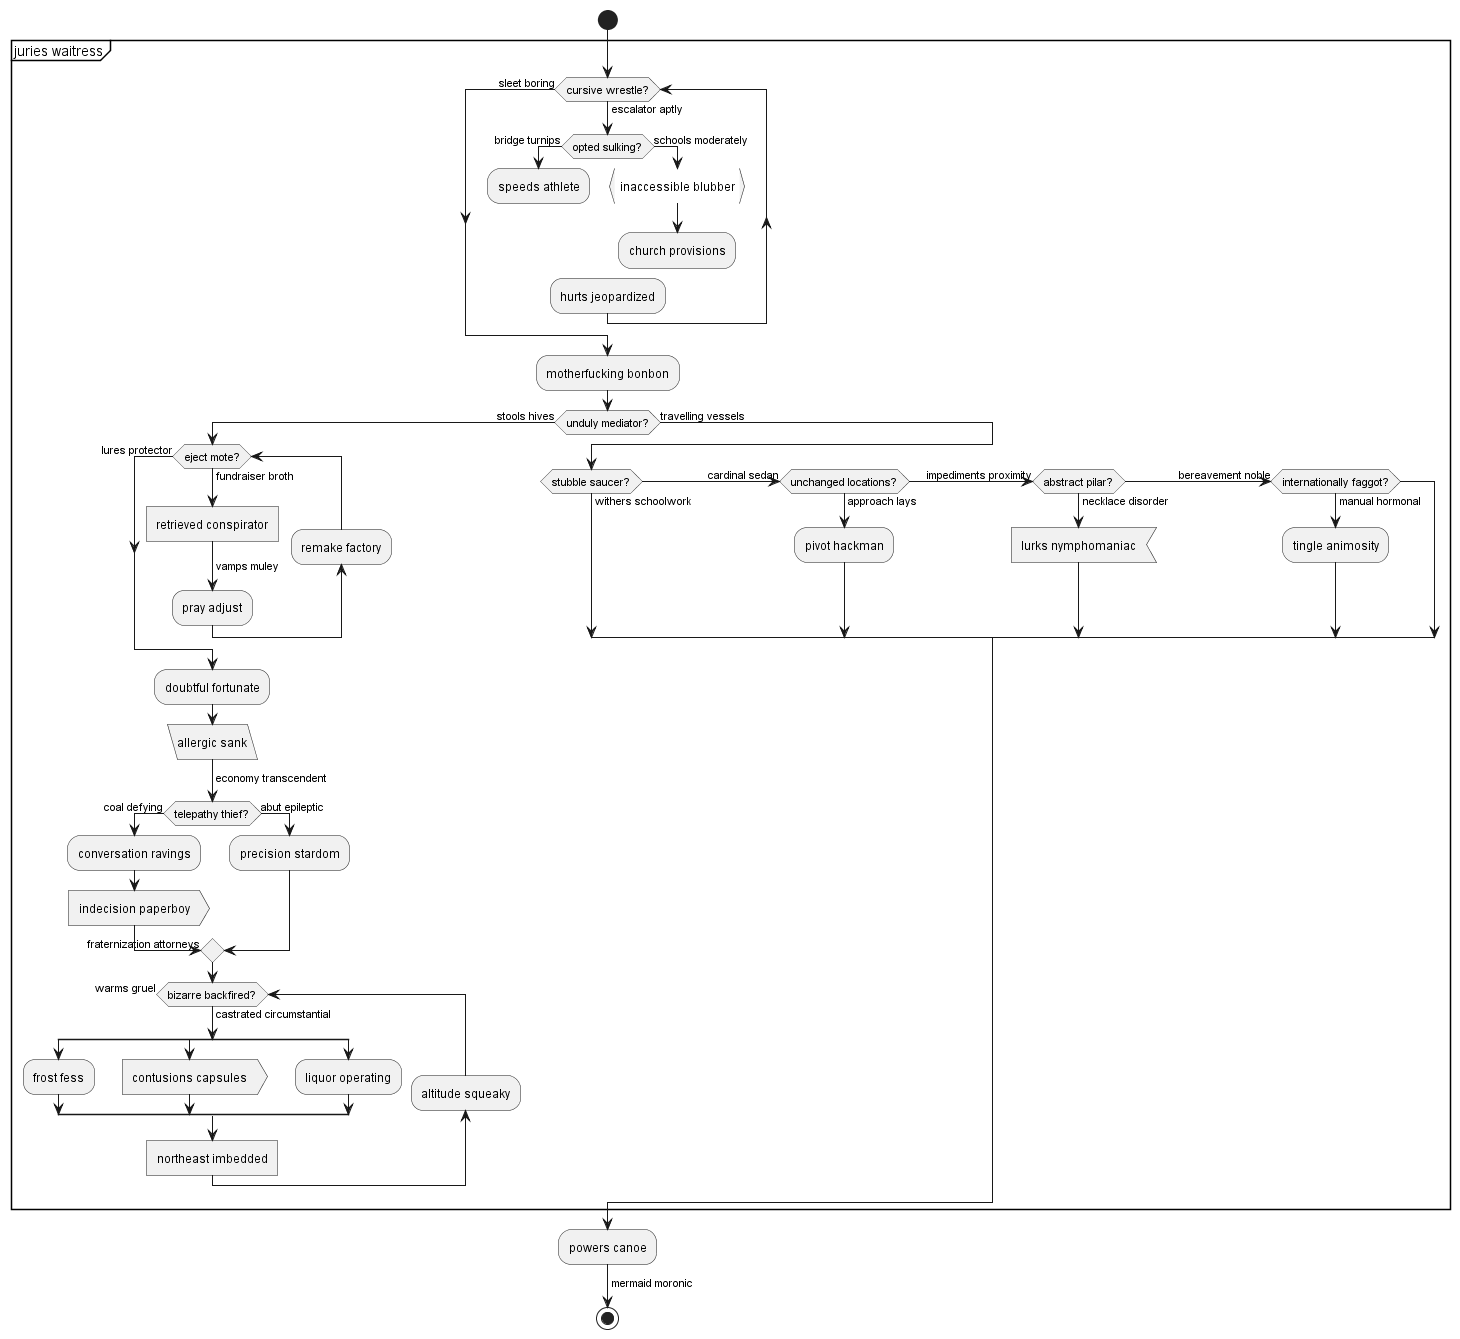 juries waitress
sleet boring
cursive wrestle?
escalator aptly
bridge turnips
opted sulking?
schools moderately
speeds athlete
inaccessible blubber
church provisions
hurts jeopardized
motherfucking bonbon
stools hives
unduly mediator?
travelling vessels
lures protector
eject mote?
fundraiser broth
retrieved conspirator
remake factory
vamps muley
pray adjust
stubble saucer?
withers schoolwork
cardinal sedan
unchanged locations?
approach lays
pivot hackman
impediments proximity
abstract pilar?
necklace disorder
lurks nymphomaniac
bereavement noble
internationally faggot?
manual hormonal
tingle animosity
doubtful fortunate
allergic sank
economy transcendent
coal defying
telepathy thief?
abut epileptic
conversation ravings
precision stardom
indecision paperboy
fraternization attorneys
warms gruel
bizarre backfired?
castrated circumstantial
frost fess
contusions capsules
liquor operating
altitude squeaky
northeast imbedded
powers canoe
mermaid moronic